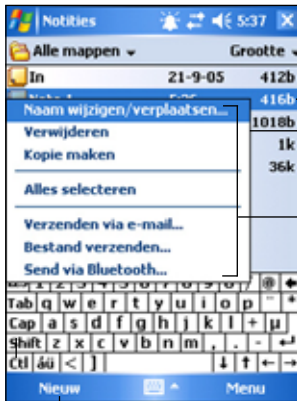 Notities 5:37
Alle mappen Grootte
In 21-9-05 412b
416b
Naam wijzigen/verplaatsen...
1018b
Verwijderen
1k
Kopie maken
36k
Alles selecteren
Verzenden via e-mail...
Bestand verzenden...
Send via Bluetooth...
Tab q w e r t y u i o p
Cap a s d f g h j k l + µ
Shift z x c v b n m , . -
Ctl áü < ]
Nieuw Menu